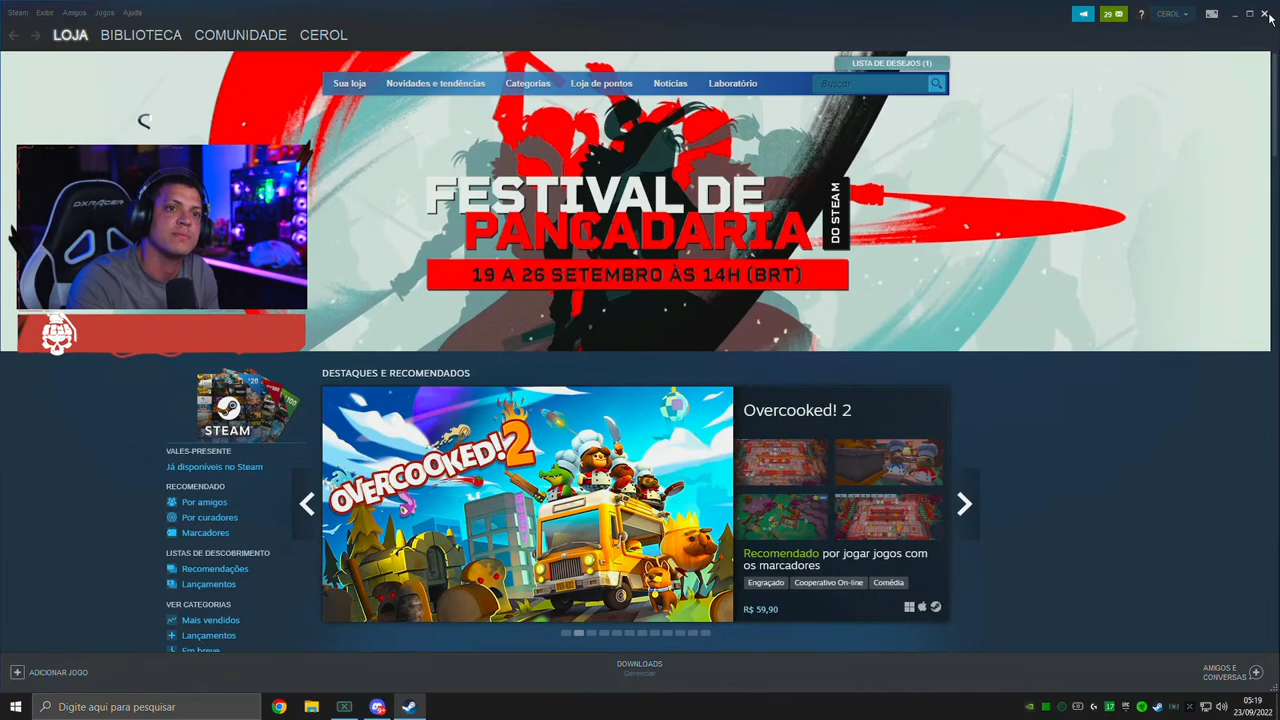 Steam Exibir Amigos Jogos Ajuda
29
?
CEROL
LOJA BIBLIOTECA COMUNIDADE CEROL
LISTA DE DESEJOS (1)
Sua loja Novidades e tendências Categorias Loja de pontos Notícias Laboratório Buscar
FESTIVAL DE
PANCADARIA
DO STEAM
19 A 26 SETEMBRO ÀS 14H (BRT)
DXRACER
DESTAQUES E RECOMENDADOS
STEAM
VALES-PRESENTE
Já disponíveis no Steam
RECOMENDADO
Por amigos
Por curadores
Marcadores
LISTAS DE DESCOBRIMENTO
Recomendações
Lançamentos
VER CATEGORIAS
Mais vendidos
Lançamentos
Em breve
OVERCOOKED! 2
Overcooked! 2
Recomendado por jogar jogos com
os marcadores
Engraçado Cooperativo On-line Comédia
R$ 59,90
ADICIONAR JOGO
DOWNLOADS
Gerenciar
AMIGOS E
CONVERSAS
Digite aqui para pesquisar
17
05:19
23/09/2022